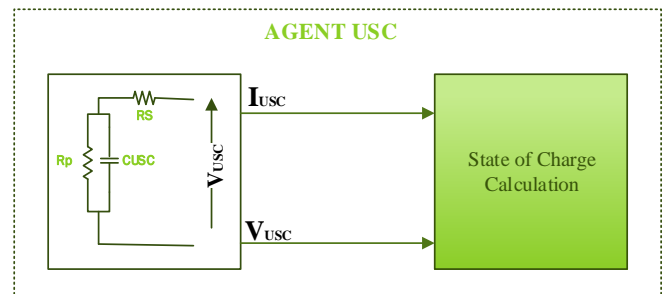 AGENT USC
IUSC
RS
Rp
CUSC
VUSC
State of Charge
Calculation
VUSC